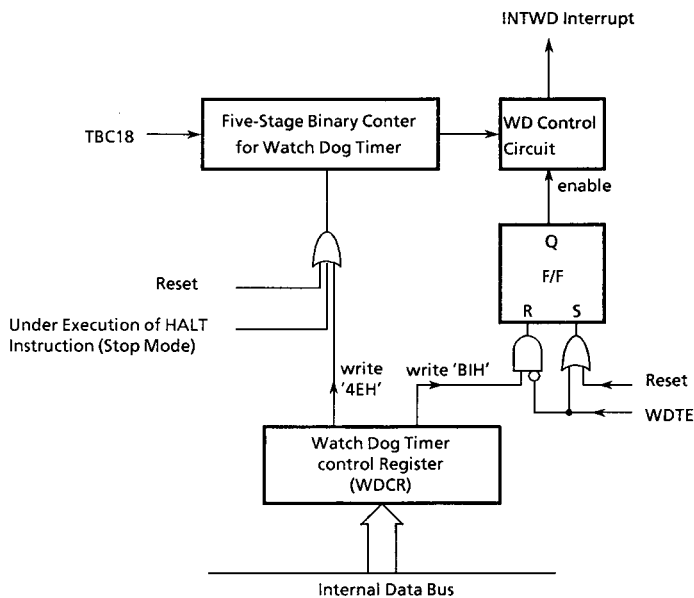 INTWD Interrupt
TBC18
Five-Stage Binary Conter
for Watch Dog Timer
WD Control
Circuit
enable
Q
F/F
R S
Reset
Under Execution of HALT
Instruction (Stop Mode)
write
'4EH'
write 'BIH'
Reset
WDTE
Watch Dog Timer
control Register
(WDCR)
Internal Data Bus